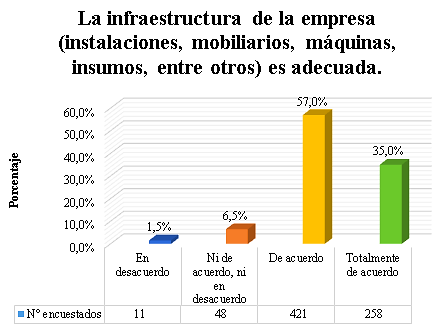 La infraestructura de la empresa
(instalaciones, mobiliarios, máquinas,
insumos, entre otros) es adecuada.
Porcentaje
60,0%
50,0%
40,0%
30,0%
20,0%
10,0%
0,0%
1,5%
6,5%
57,0%
35,0%
En
desacuerdo
Ni de
acuerdo, ni
en
desacuerdo
De acuerdo
Totalmente
de acuerdo
N° encuestados 11 48 421 258